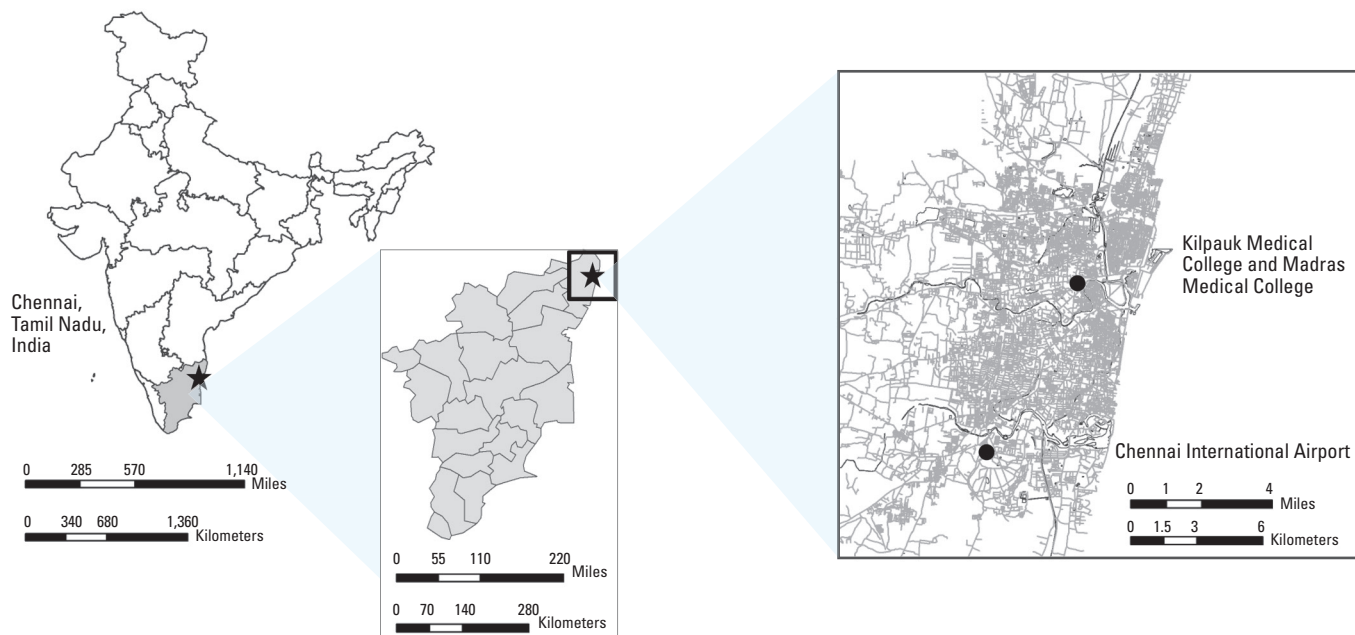 Chennai,
Tamil Nadu,
India
0 285 570 1,140
Miles
0 340 680 1,360
Kilometers
0 55 110 220
Miles
0 70 140 280
Kilometers
Kilpauk Medical
College and Madras
Medical College
Chennai International Airport
0 1 2 4
Miles
0 1.5 3 6
Kilometers